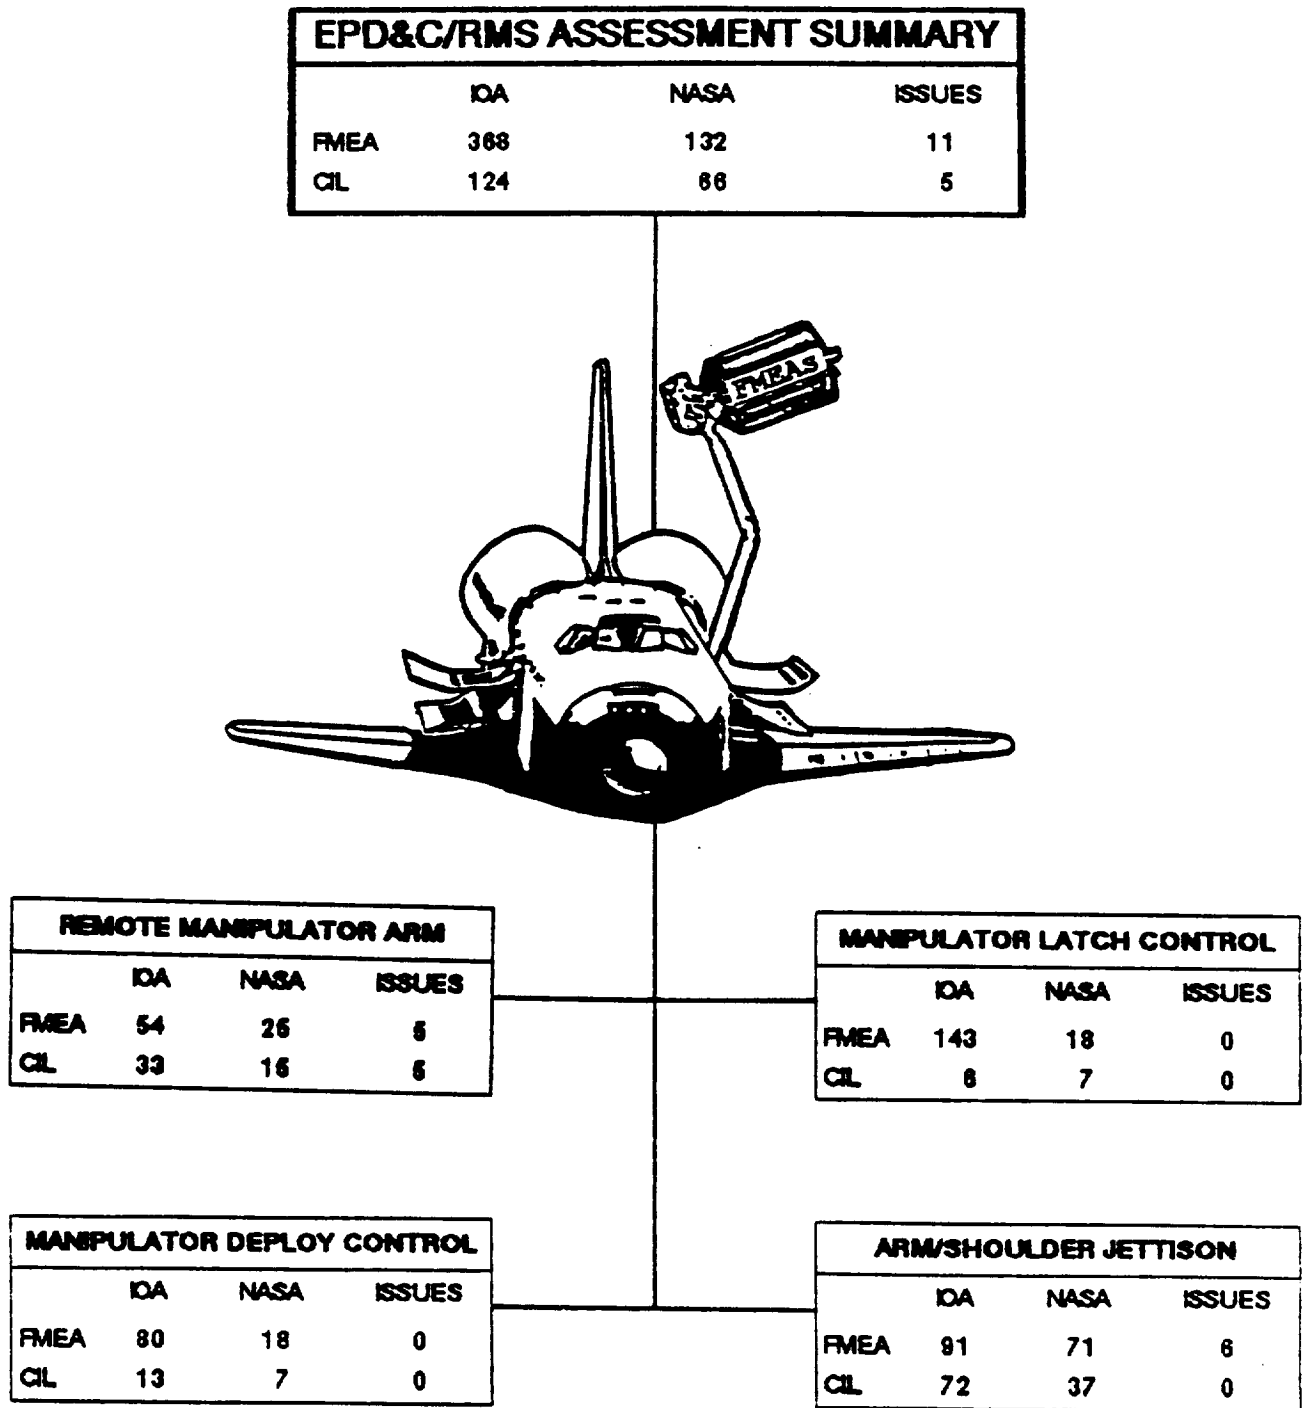 EPD&C/RMS ASSESSMENT SUMMARY
IOA NASA ISSUES
FMEA 368 132 11
CIL 124 66 5
FMEAS
REMOTE MANIPULATOR ARM
IOA NASA ISSUES
FMEA 54 25 5
CIL 33 15 5
MANIPULATOR LATCH CONTROL
IOA NASA ISSUES
FMEA 143 18 0
CIL 6 7 0
MANIPULATOR DEPLOY CONTROL
IOA NASA ISSUES
FMEA 80 18 0
CIL 13 7 0
ARM/SHOULDER JETTISON
IOA NASA ISSUES
FMEA 91 71 6
CIL 72 37 0